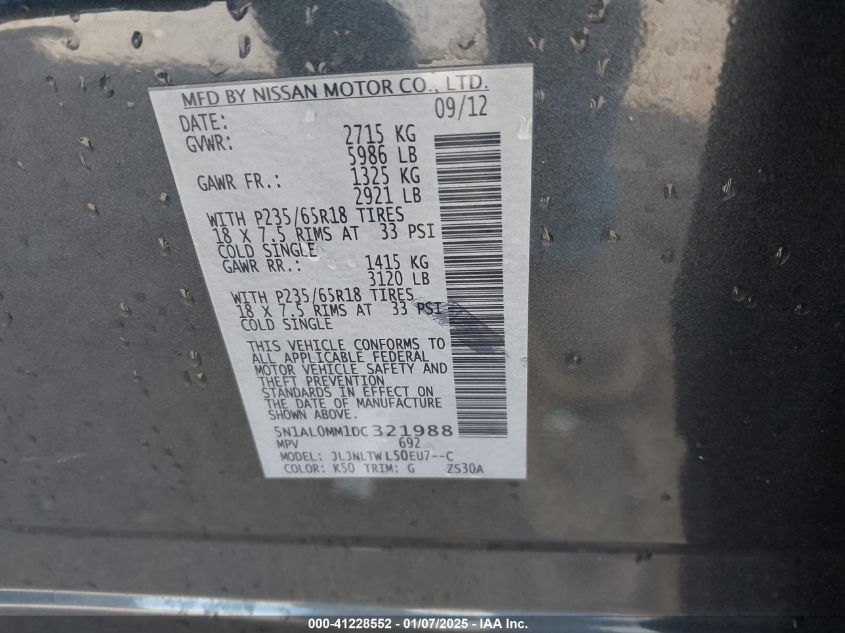 MFD BY NISSAN MOTOR CO., LTD.
DATE: 09/12
GVWR: 2715 KG
5986 LB
GAWR FR.: 1325 KG
2921 LB
WITH P235/65R18 TIRES
18 X 7.5 RIMS AT 33 PSI
COLD SINGLE
GAWR RR.: 1415 KG
3120 LB
WITH P235/65R18 TIRES
18 X 7.5 RIMS AT 33 PSI
COLD SINGLE
THIS VEHICLE CONFORMS TO
ALL APPLICABLE FEDERAL
MOTOR VEHICLE SAFETY AND
THEFT PREVENTION
STANDARDS IN EFFECT ON
THE DATE OF MANUFACTURE
SHOWN ABOVE.
5N1AL0MM1DC321988
MPV 692
MODEL: JLJNLTWL50EU7--C
COLOR: K50 TRIM: G ZS30A
000-41228552 - 01/07/2025 - IAA Inc.